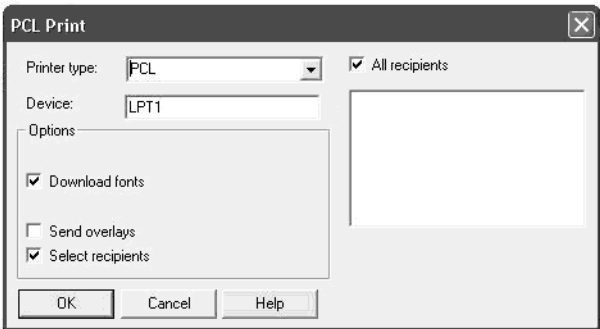 PCL Print
Printer type: PCL
All recipients
Device: LPT1
Options
Download fonts
Send overlays
Select recipients
OK Cancel Help